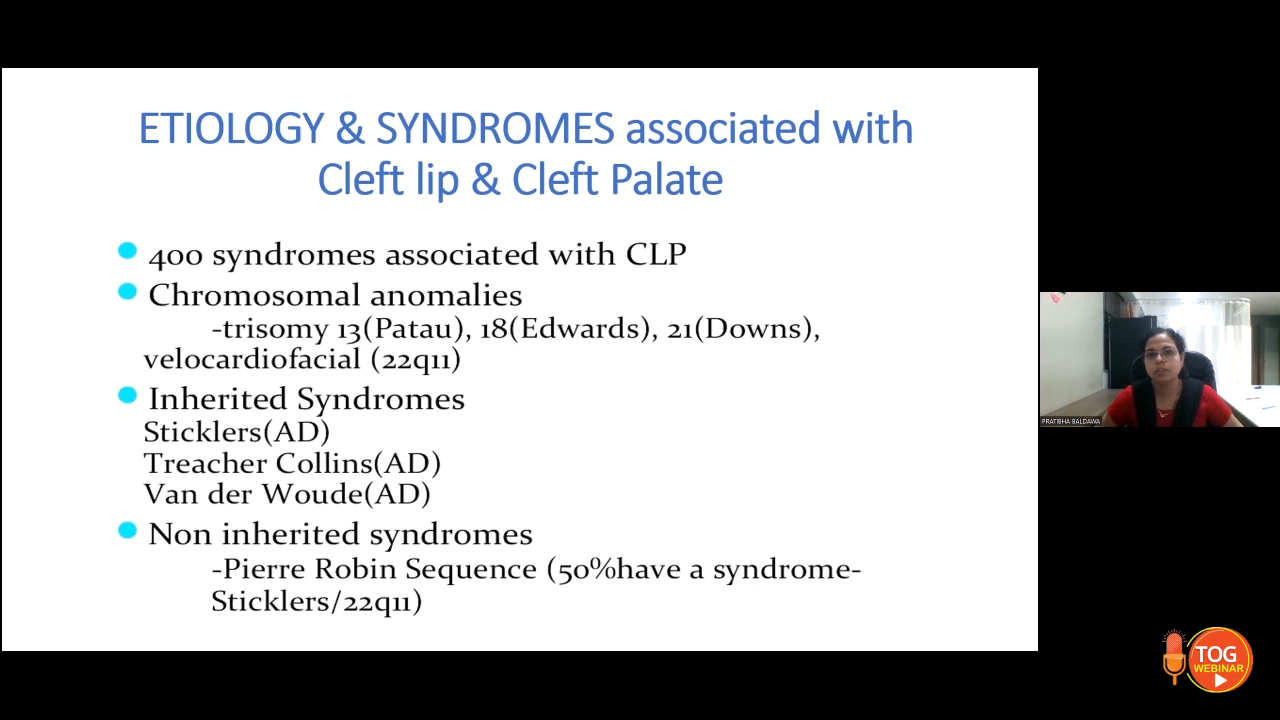 ETIOLOGY & SYNDROMES associated with
Cleft lip & Cleft Palate
400 syndromes associated with CLP
Chromosomal anomalies
-trisomy 13(Patau), 18(Edwards), 21(Downs),
velocardiofacial (22q11)
Inherited Syndromes
Sticklers(AD)
Treacher Collins(AD)
Van der Woude(AD)
Non inherited syndromes
-Pierre Robin Sequence (50%have a syndrome-
Sticklers/22q11)
PRATIBHA BALDAWA
TOG
WEBINAR